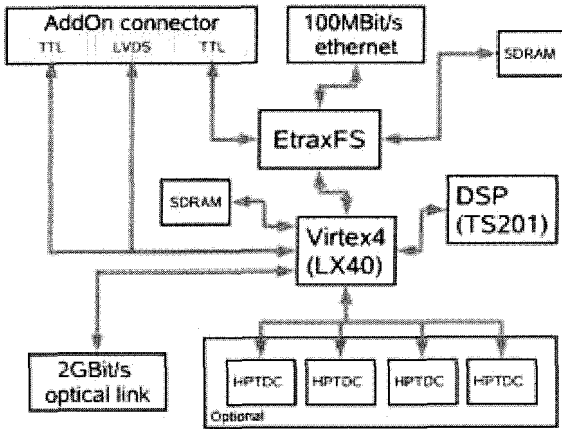 AddOn connector
TTL LVDS TTL
100MBit/s
ethernet
SDRAM
EtraxFS
SDRAM
DSP
(TS201)
Virtex4
(LX40)
2GBit/s
optical link
HPTDC HPTDC HPTDC HPTDC
Optional